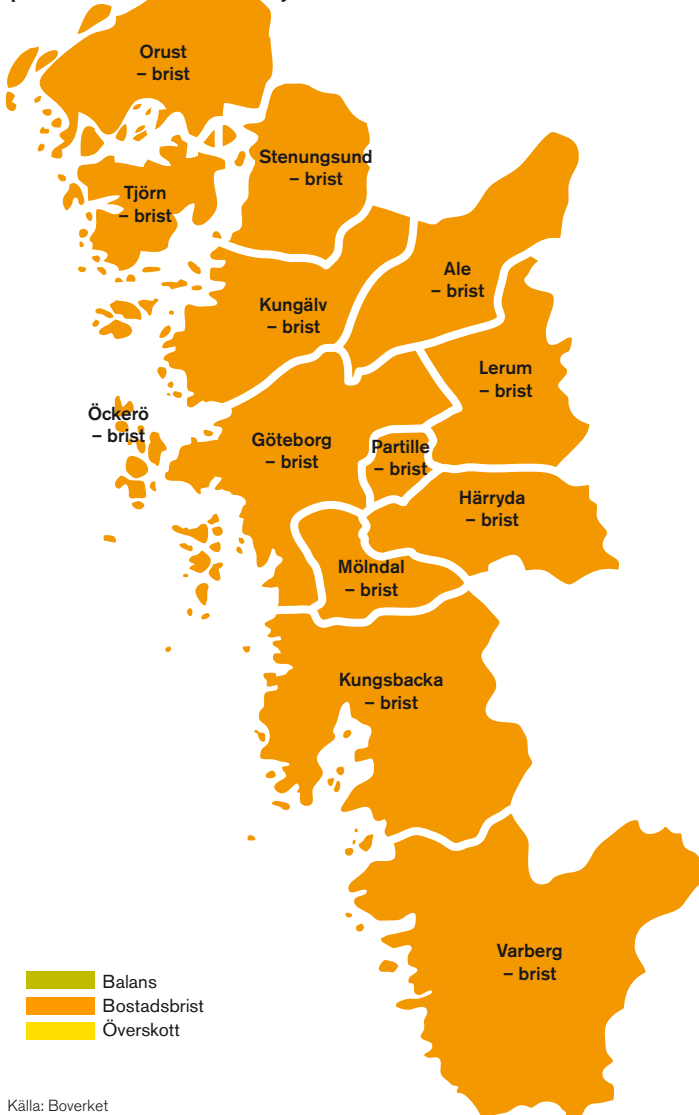 Orust
– brist
Stenungsund
– brist
Tjörn
– brist
Ale
– brist
Kungälv
– brist
Lerum
– brist
Öckerö
– brist
Göteborg
– brist
Partille
– brist
Härryda
– brist
Mölndal
– brist
Kungsbacka
– brist
Varberg
– brist
Balans
Bostadsbrist
Överskott
Källa: Boverket